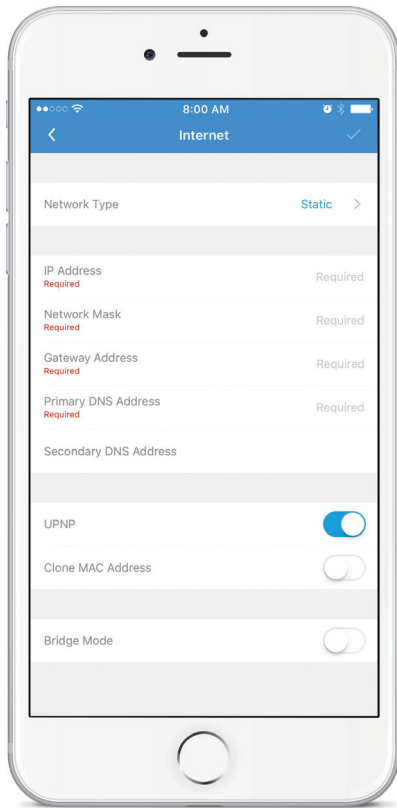 8:00 AM
Internet
Network Type Static
IP Address
Required Required
Network Mask
Required Required
Gateway Address
Required Required
Primary DNS Address
Required Required
Secondary DNS Address
UPNP
Clone MAC Address
Bridge Mode